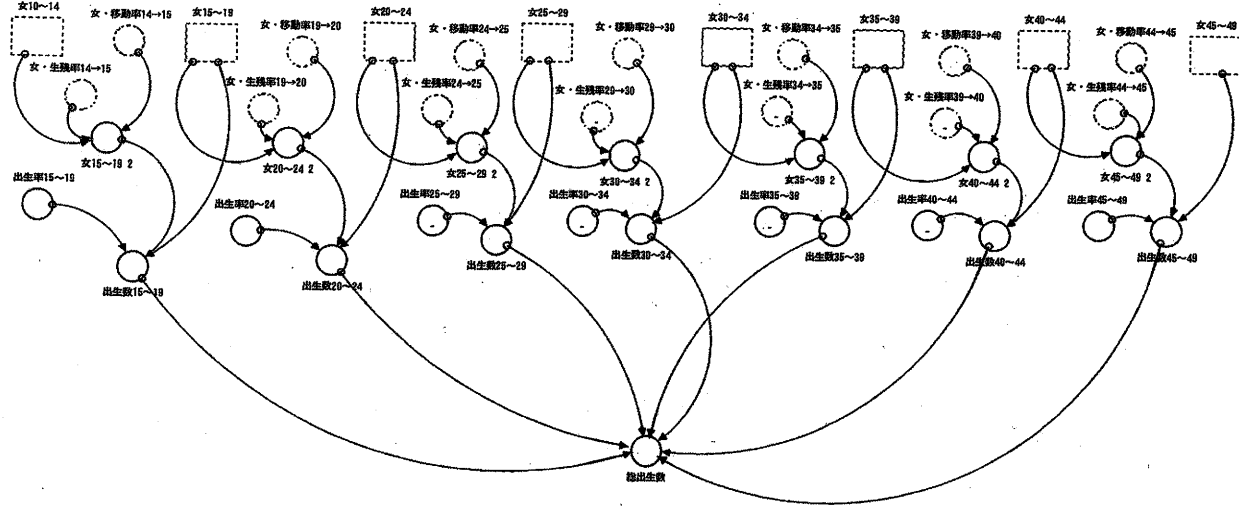 女10～14
女・移動率14→15
女15～19
女・移動率19→20
女20～24
女・移動率24→25
女25～29
女・移動率29→30
女30～34
女・移動率34→35
女35～39
女・移動率39→40
女40～44
女・移動率44→45
女45～49
女・生残率14→15
女・生残率19→20
女・生残率24→25
女・生残率29→30
女・生残率34→35
女・生残率39→40
女・生残率44→45
女15～19 2
女20～24 2
女25～29 2
女30～34 2
女35～39 2
女40～44 2
女45～49 2
出生率15～19
出生率20～24
出生率25～29
出生率30～34
出生率35～39
出生率40～44
出生率45～49
出生数15～19
出生数20～24
出生数25～29
出生数30～34
出生数35～39
出生数40～44
出生数45～49
総出生数